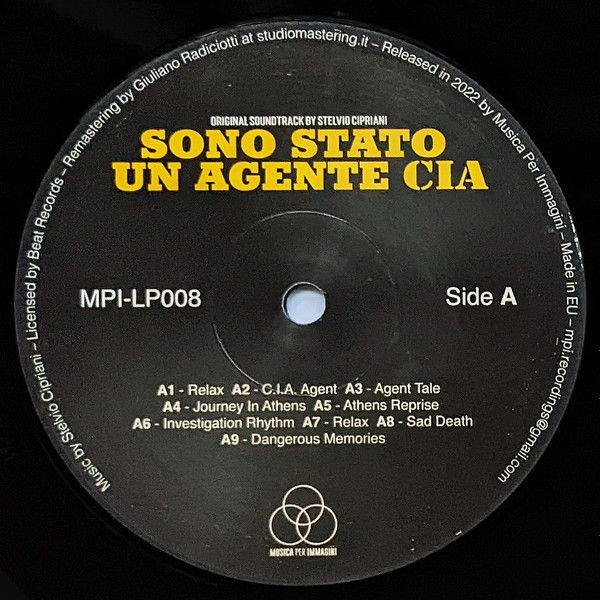 Music by Stelvio Cipriani – Licensed by Beat Records – Remastering by Giuliano Radiciotti at studiomastering.it – Released in 2022 by Musica Per Immagini – Made in EU – mpi.recordings@gmail.com
ORIGINAL SOUNDTRACK BY STELVIO CIPRIANI
SONO STATO
UN AGENTE CIA
MPI-LP008 Side A
A1 - Relax A2 - C.I.A. Agent A3 - Agent Tale
A4 - Journey In Athens A5 - Athens Reprise
A6 - Investigation Rhythm A7 - Relax A8 - Sad Death
A9 - Dangerous Memories
MUSICA PER IMMAGINI